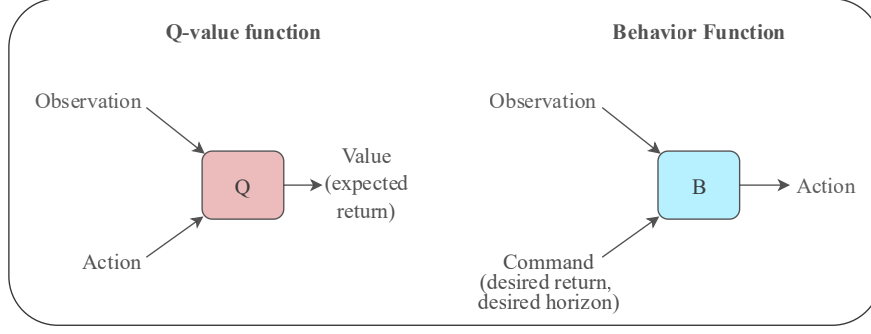 Q-value function
Observation
Q
Value
(expected
return)
Action
Behavior Function
Observation
B
Action
Command
(desired return,
desired horizon)